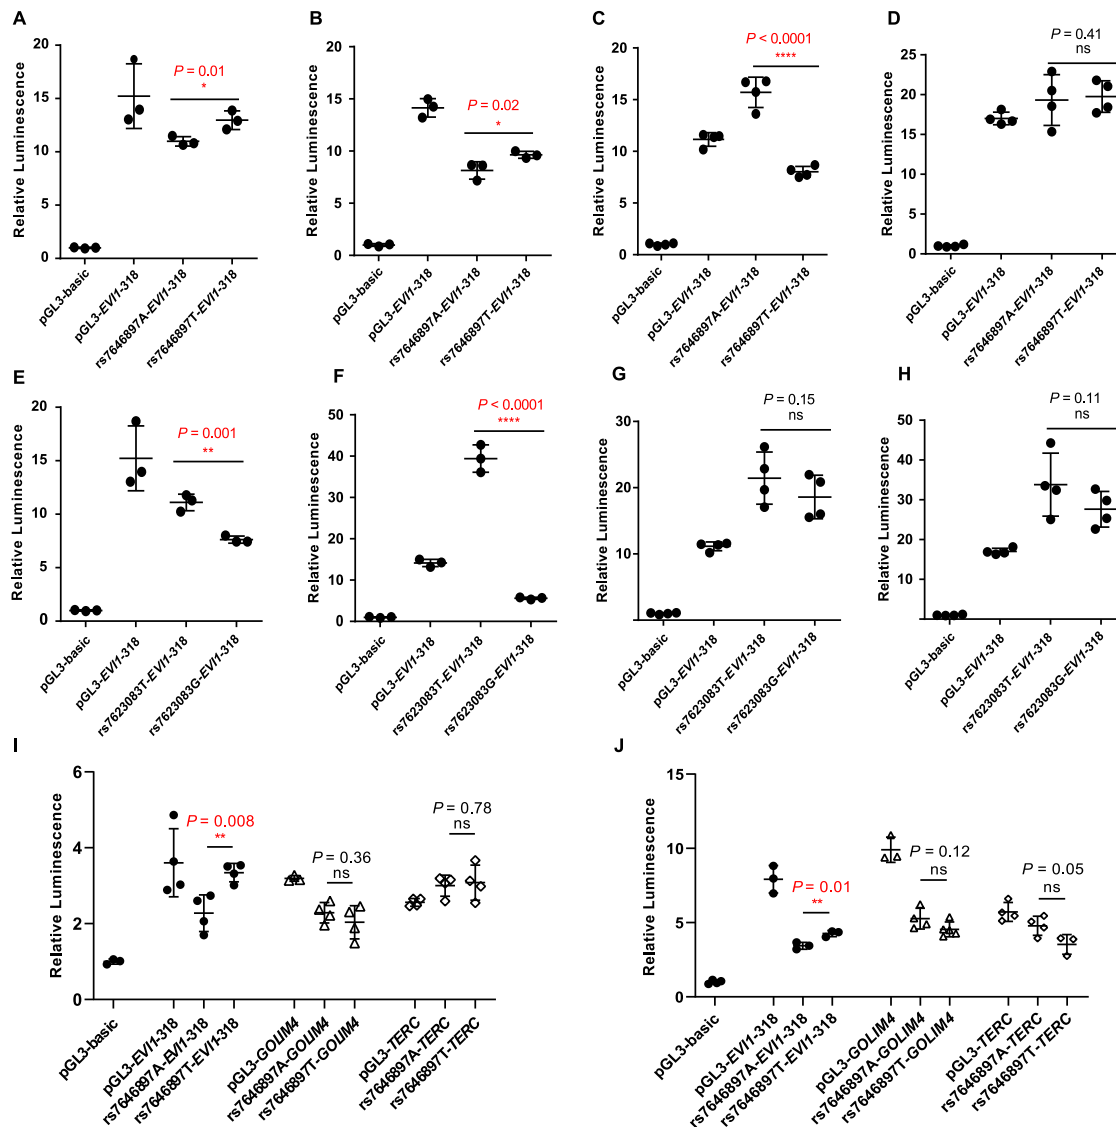 A
Relative Luminescence
20
15
10
5
0
P = 0.01
*
pGL3-basic
pGL3-EVI1-318
rs7646897A-EVI1-318
rs7646897T-EVI1-318
B
Relative Luminescence
20
15
10
5
0
P = 0.02
*
pGL3-basic
pGL3-EVI1-318
rs7646897A-EVI1-318
rs7646897T-EVI1-318
C
Relative Luminescence
20
15
10
5
0
P < 0.0001
****
pGL3-basic
pGL3-EVI1-318
rs7646897A-EVI1-318
rs7646897T-EVI1-318
D
Relative Luminescence
25
20
15
10
5
0
P = 0.41
ns
pGL3-basic
pGL3-EVI1-318
rs7646897A-EVI1-318
rs7646897T-EVI1-318
E
Relative Luminescence
20
15
10
5
0
P = 0.001
**
pGL3-basic
pGL3-EVI1-318
rs7623083T-EVI1-318
rs7623083G-EVI1-318
F
Relative Luminescence
50
40
30
20
10
0
P < 0.0001
****
pGL3-basic
pGL3-EVI1-318
rs7623083T-EVI1-318
rs7623083G-EVI1-318
G
Relative Luminescence
30
20
10
P = 0.15
ns
pGL3-basic
pGL3-EVI1-318
rs7623083T-EVI1-318
rs7623083G-EVI1-318
H
Relative Luminescence
50
40
30
20
10
0
P = 0.11
ns
pGL3-basic
pGL3-EVI1-318
rs7623083T-EVI1-318
rs7623083G-EVI1-318
I
Relative Luminescence
6
4
2
0
P = 0.008
**
P = 0.36
ns
P = 0.78
ns
pGL3-basic
pGL3-EVI1-318
rs7646897A-EVI1-318
rs7646897T-EVI1-318
pGL3-GOLIM4
rs7646897A-GOLIM4
rs7646897T-GOLIM4
pGL3-TERC
rs7646897A-TERC
rs7646897T-TERC
J
Relative Luminescence
15
10
5
0
P = 0.01
**
P = 0.12
ns
P = 0.05
ns
pGL3-basic
pGL3-EVI1-318
rs7646897A-EVI1-318
rs7646897T-EVI1-318
pGL3-GOLIM4
rs7646897A-GOLIM4
rs7646897T-GOLIM4
pGL3-TERC
rs7646897A-TERC
rs7646897T-TERC